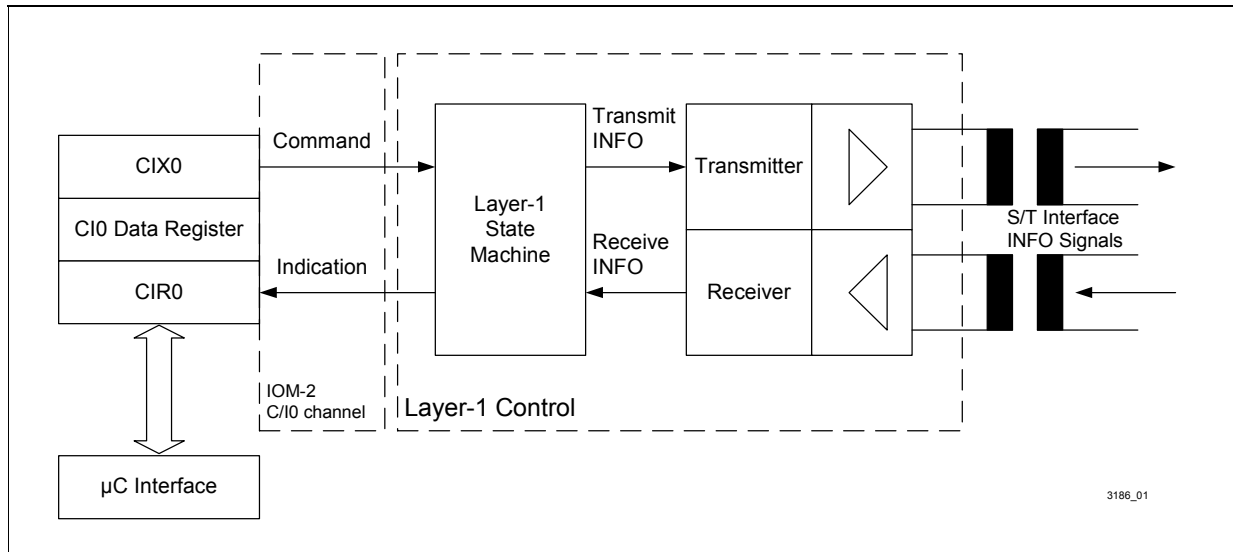 CIX0
CI0 Data Register
CIR0
µC Interface
Command
Indication
IOM-2
C/I0 channel
Layer-1
State
Machine
Transmit
INFO
Receive
INFO
Transmitter
Receiver
Layer-1 Control
S/T Interface
INFO Signals
3186_01